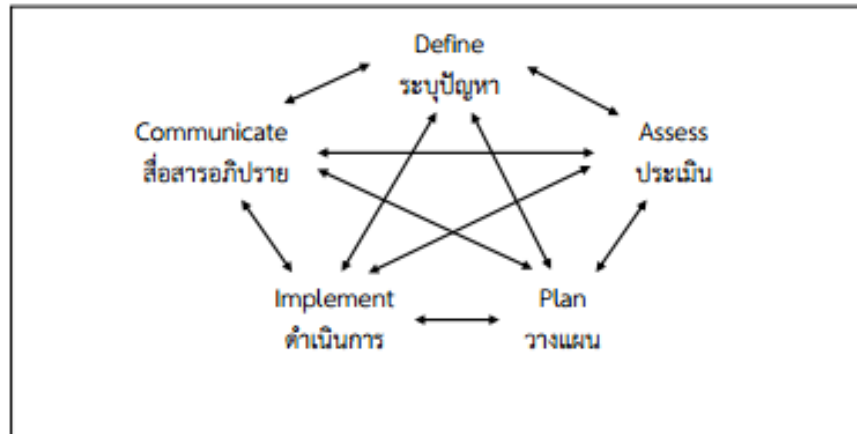 Define
ระบุปัญหา
Communicate
สื่อสารอภิปราย
Assess
ประเมิน
Implement
ดำเนินการ
Plan
วางแผน